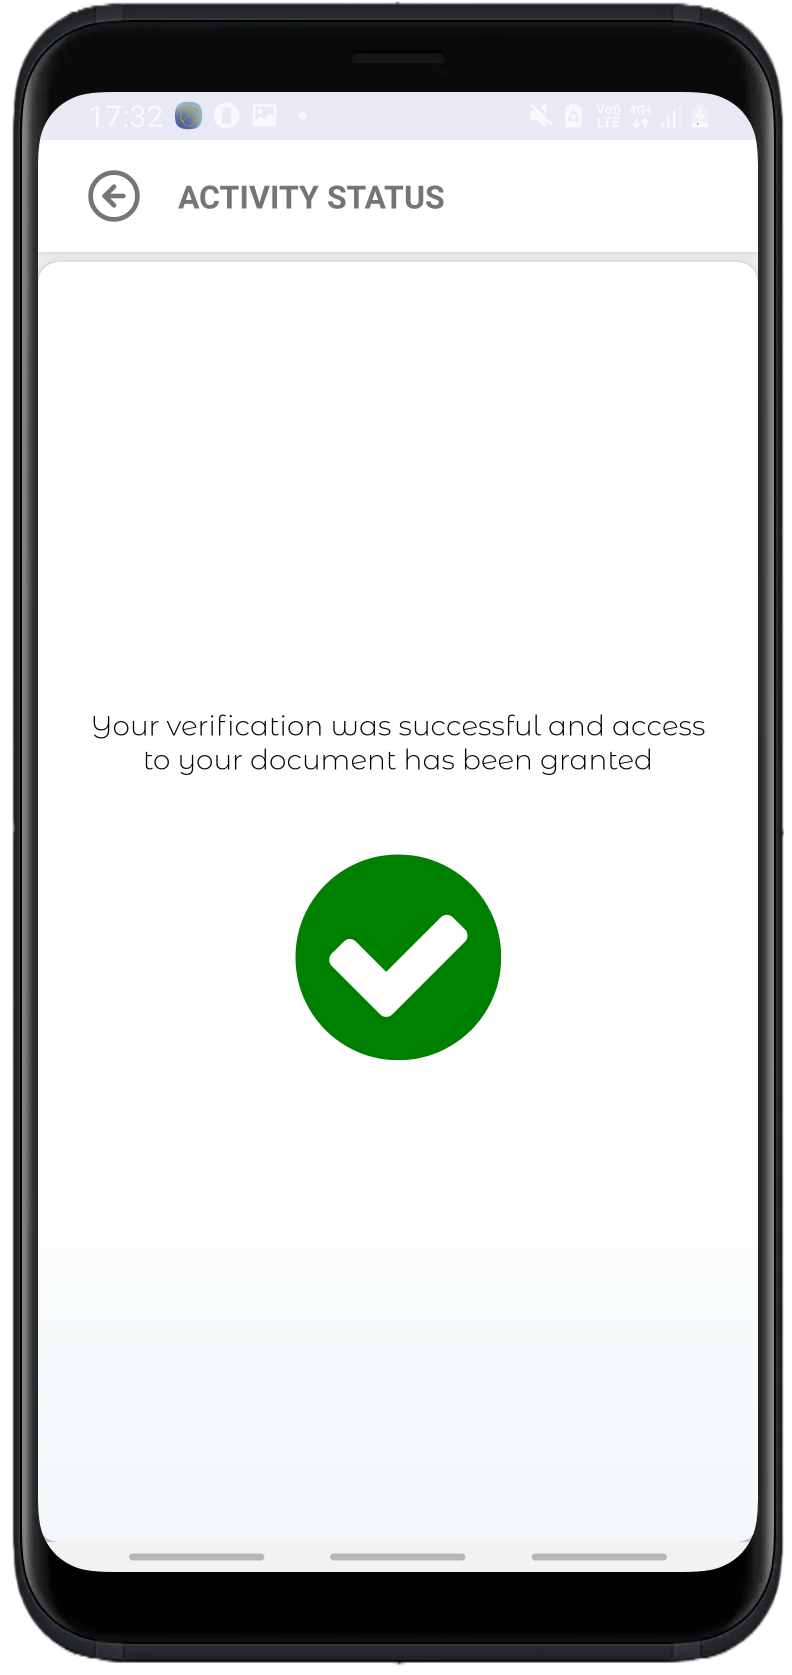 17:32
Vo))
LTE
4G+
ACTIVITY STATUS
Your verification was successful and access
to your document has been granted